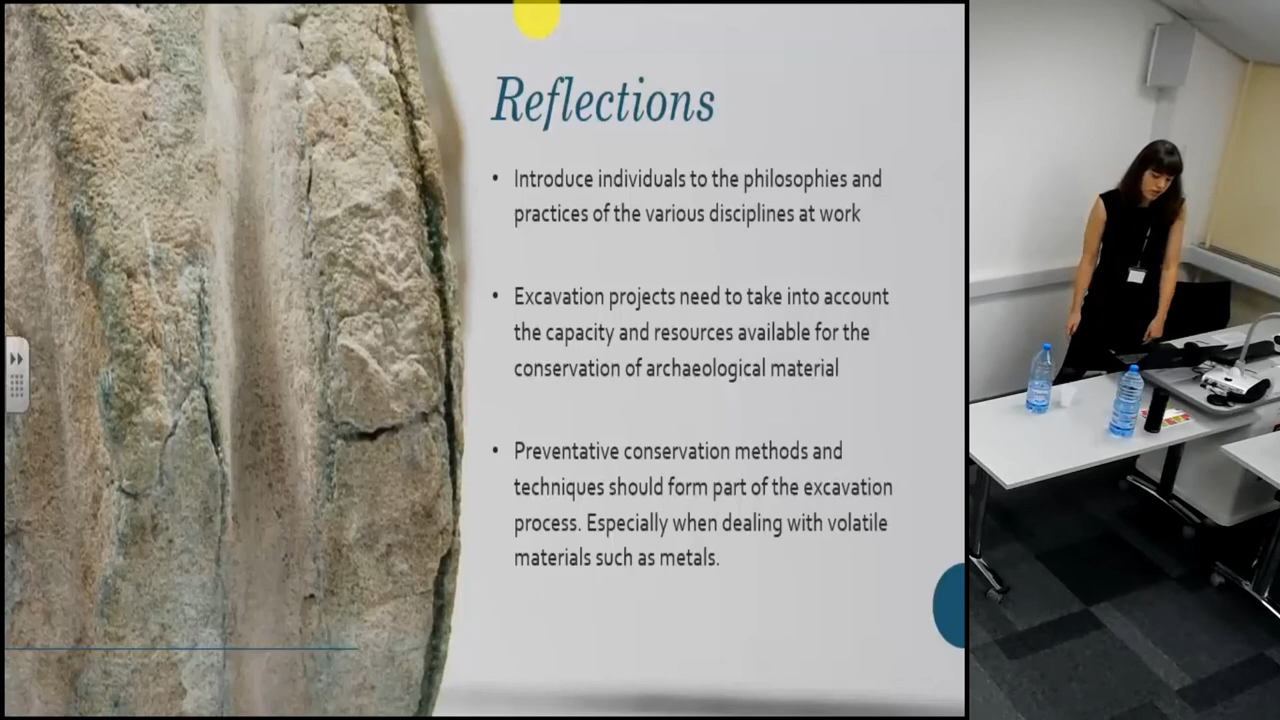 Reflections
• Introduce individuals to the philosophies and
practices of the various disciplines at work
• Excavation projects need to take into account
the capacity and resources available for the
conservation of archaeological material
• Preventative conservation methods and
techniques should form part of the excavation
process. Especially when dealing with volatile
materials such as metals.